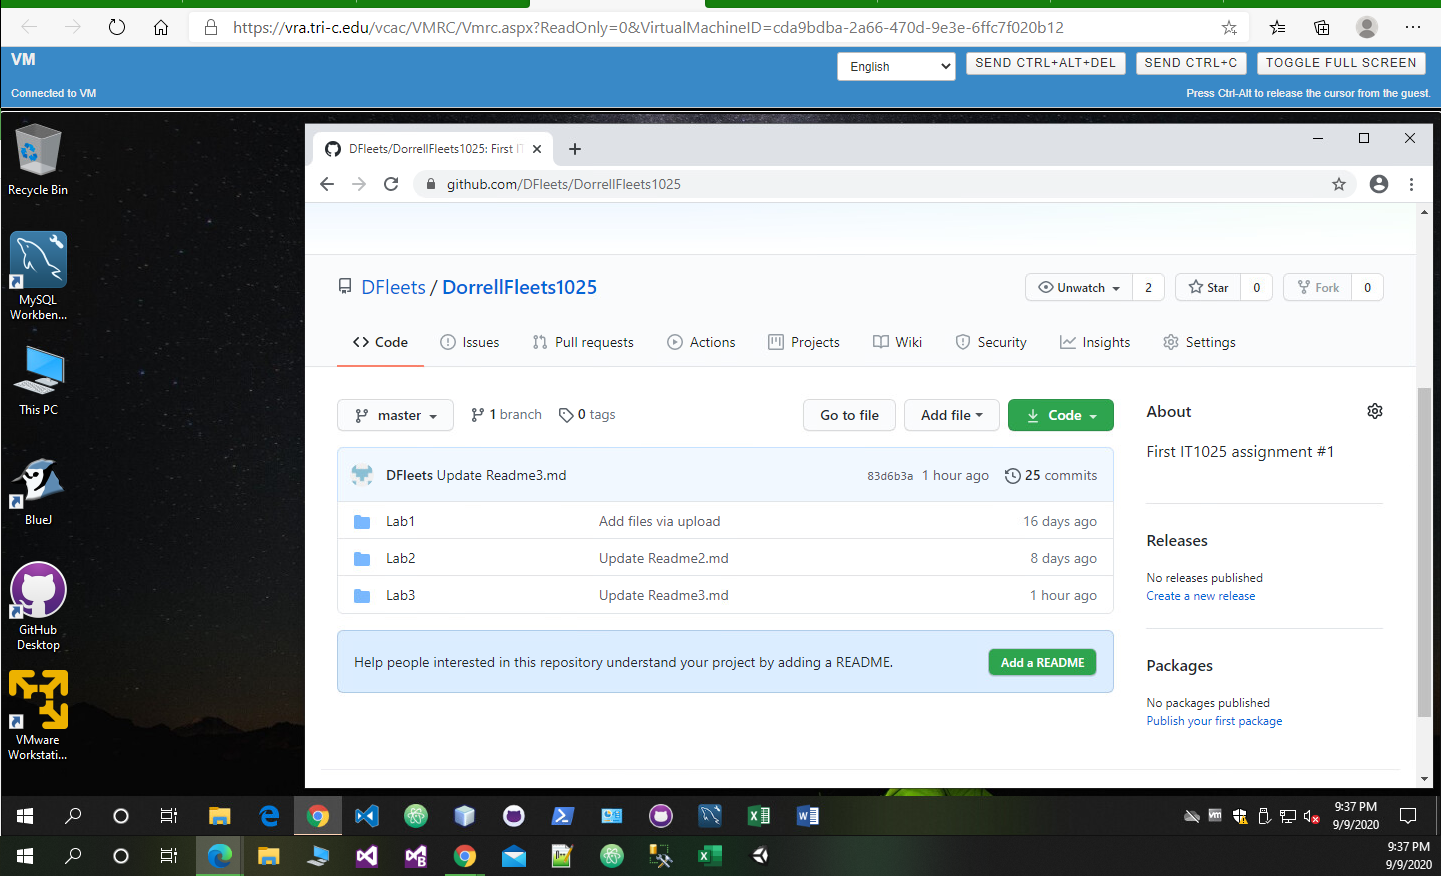 https://vra.tri-c.edu/vcac/VMRC/Vmrc.aspx?ReadOnly=0&VirtualMachineID=cda9bdba-2a66-470d-9e3e-6ffc7f020b12
VM
English
SEND CTRL+ALT+DEL
SEND CTRL+C
TOGGLE FULL SCREEN
Connected to VM
Press Ctrl-Alt to release the cursor from the guest.
Recycle Bin
MySQL
Workben...
This PC
BlueJ
GitHub
Desktop
VMware
Workstati...
DFleets/DorrellFleets1025: First IT
github.com/DFleets/DorrellFleets1025
DFleets / DorrellFleets1025
Unwatch 2
Star 0
Fork 0
Code
Issues
Pull requests
Actions
Projects
Wiki
Security
Insights
Settings
master
1 branch
0 tags
Go to file
Add file
Code
DFleets Update Readme3.md 83d6b3a 1 hour ago 25 commits
Lab1 Add files via upload 16 days ago
Lab2 Update Readme2.md 8 days ago
Lab3 Update Readme3.md 1 hour ago
Help people interested in this repository understand your project by adding a README.
Add a README
About
First IT1025 assignment #1
Releases
No releases published
Create a new release
Packages
No packages published
Publish your first package
9:37 PM
9/9/2020
9:37 PM
9/9/2020